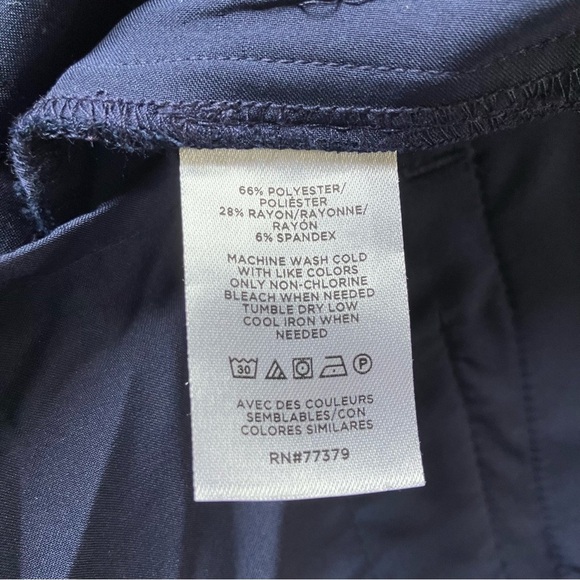 66% POLYESTER/
POLIÉSTER
28% RAYON/RAYONNE/
RAYÓN
6% SPANDEX
MACHINE WASH COLD
WITH LIKE COLORS
ONLY NON-CHLORINE
BLEACH WHEN NEEDED
TUMBLE DRY LOW
COOL IRON WHEN
NEEDED
30 P
AVEC DES COULEURS
SEMBLABLES/CON
COLORES SIMILARES
RN#77379